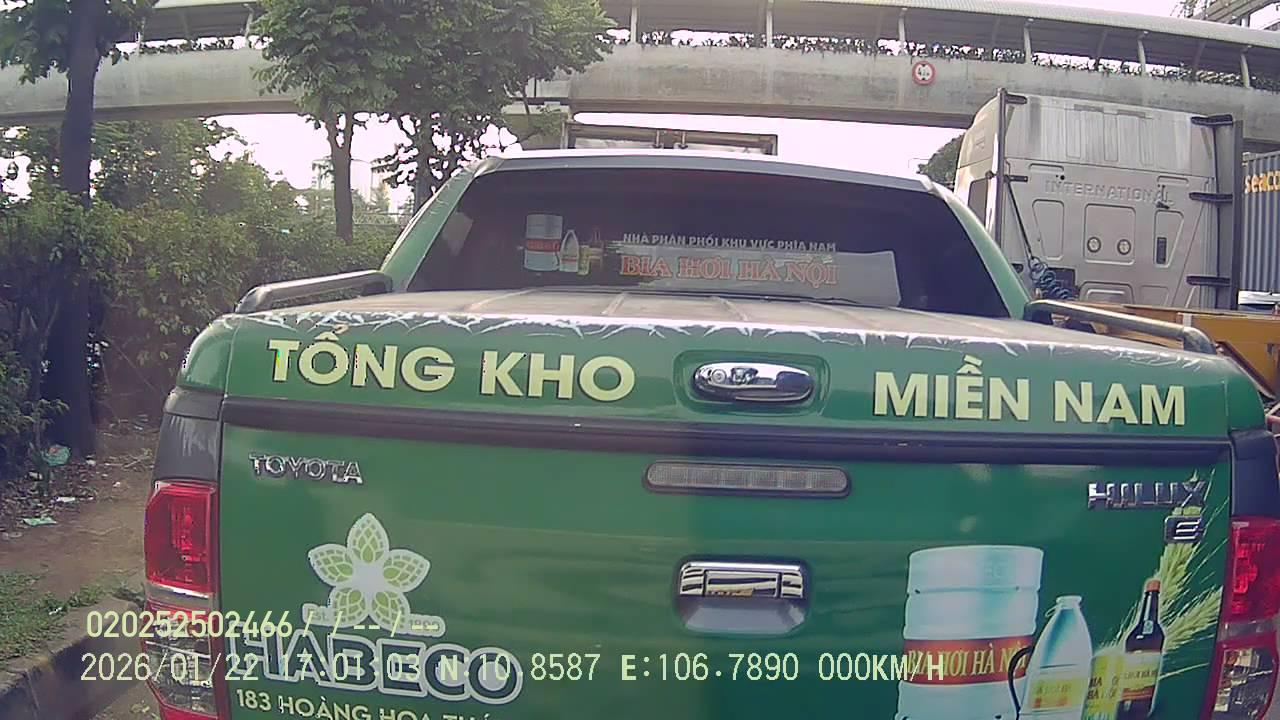 INTERNATIONAL
seaco
NHÀ PHÂN PHỐI KHU VỰC PHÍA NAM
BIA HƠI HÀ NỘI
TỔNG KHO
MIỀN NAM
TOYOTA
HILUX
E
HABECO
BIA HƠI HÀ NỘI
183 HOÀNG HOA
020252502466 / / -- / --
2026/01/22 17:01:03 N:10.8587 E:106.7890 000KM/H